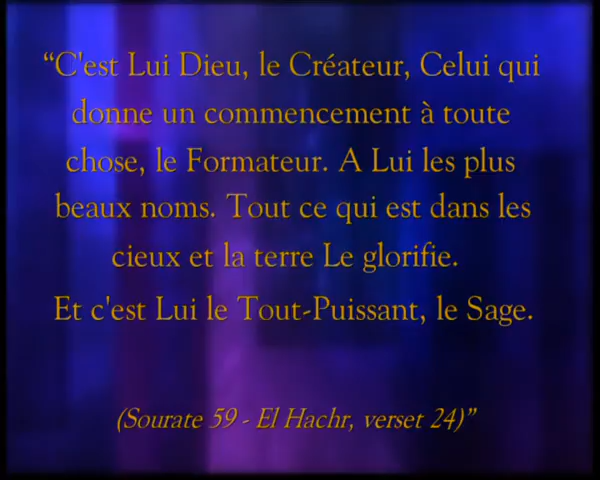 “C'est Lui Dieu, le Créateur, Celui qui
donne un commencement à toute
chose, le Formateur. A Lui les plus
beaux noms. Tout ce qui est dans les
cieux et la terre Le glorifie.
Et c'est Lui le Tout-Puissant, le Sage.
(Sourate 59 - El Hachr, verset 24)”